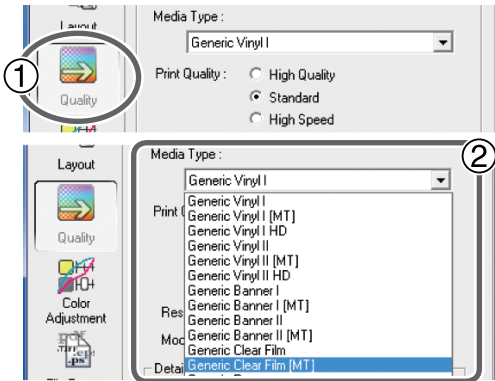 Layout
①
Quality
Media Type :
Generic Vinyl I
Print Quality :
High Quality
Standard
High Speed
②
Layout
Quality
Color
Adjustment
.ps
Media Type :
Generic Vinyl I
Generic Vinyl I
Generic Vinyl I [MT]
Generic Vinyl I HD
Generic Vinyl II
Generic Vinyl II [MT]
Generic Vinyl II HD
Generic Banner I
Generic Banner I [MT]
Generic Banner II
Generic Banner II [MT]
Generic Clear Film
Generic Clear Film [MT]
Print
Res
Moc
Detai